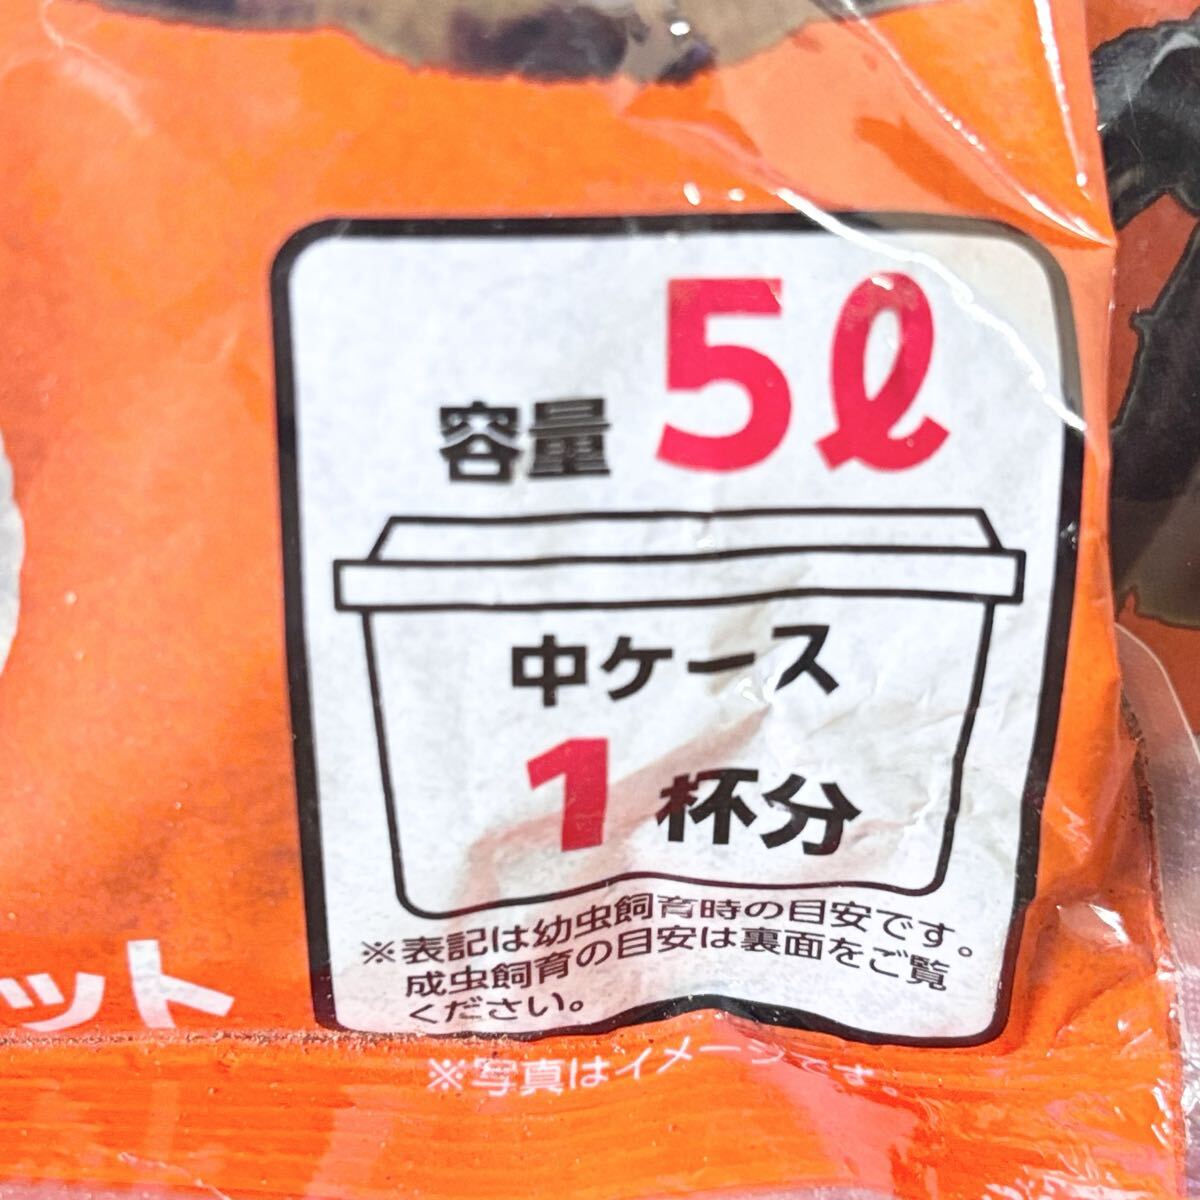 容量 5ℓ
中ケース
1杯分
※表記は幼虫飼育時の目安です。
成虫飼育の目安は裏面をご覧
ください。
ット
※写真はイメージです。